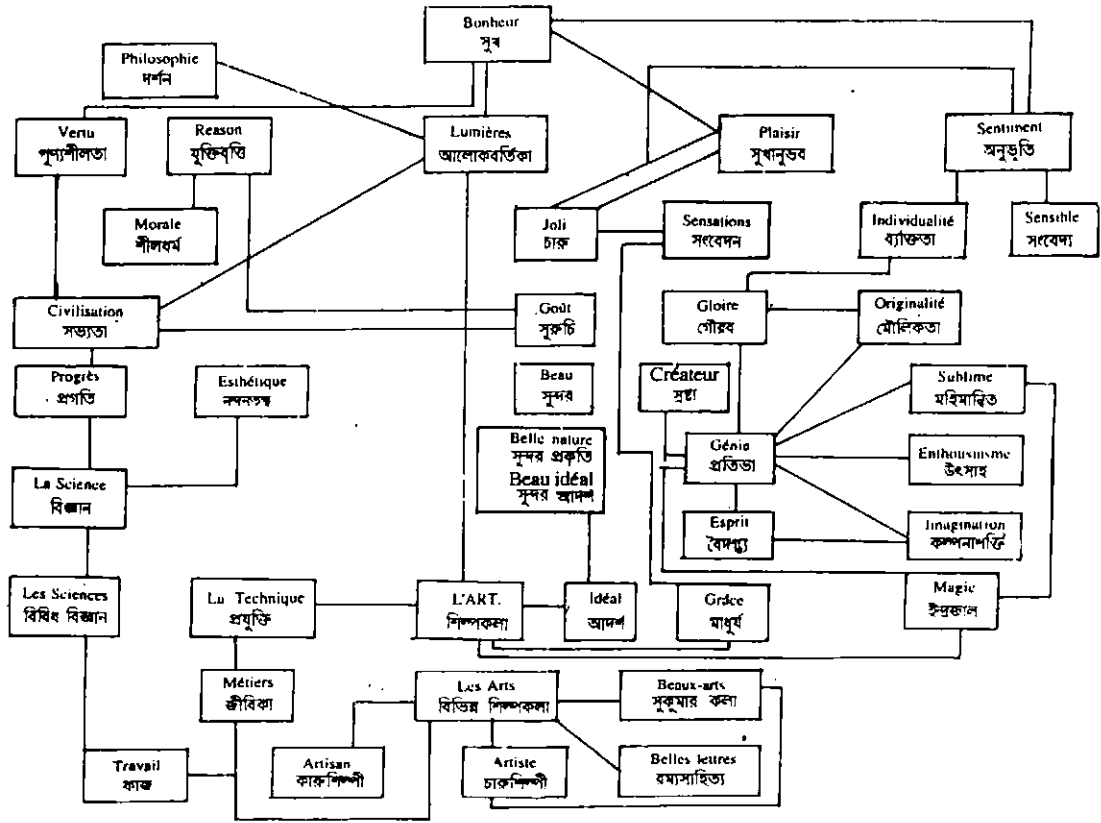 Bonheur
সুখ
Philosophie
দর্শন
Vertu
পুণ্যশীলতা
Reason
যুক্তিবৃত্তি
Lumières
আলোকবর্তিকা
Plaisir
সুখানুভব
Sentiment
অনুভূতি
Morale
শীলধর্ম
Joli
চারু
Sensations
সংবেদন
Individualité
ব্যক্তিতা
Sensible
সংবেদ্য
Civilisation
সভ্যতা
Goût
সুরুচি
Gloire
গৌরব
Originalité
মৌলিকতা
Progrès
প্রগতি
Esthétique
নন্দনতত্ত্ব
Beau
সুন্দর
Créateur
স্রষ্টা
Sublime
মহিমান্বিত
Belle nature
সুন্দর প্রকৃতি
Beau idéal
সুন্দর আদর্শ
Génie
প্রতিভা
Enthousiasme
উৎসাহ
La Science
বিজ্ঞান
Esprit
বৈদগ্ধ্য
Imagination
কল্পনাশক্তি
Les Sciences
বিবিধ বিজ্ঞান
La Technique
প্রযুক্তি
L'ART.
শিল্পকলা
Idéal
আদর্শ
Grâce
মাধুর্য
Magic
ইন্দ্রজাল
Métiers
জীবিকা
Les Arts
বিভিন্ন শিল্পকলা
Beaux-arts
সুকুমার কলা
Travail
কাজ
Artisan
কারুশিল্পী
Artiste
চারুশিল্পী
Belles lettres
রম্যসাহিত্য